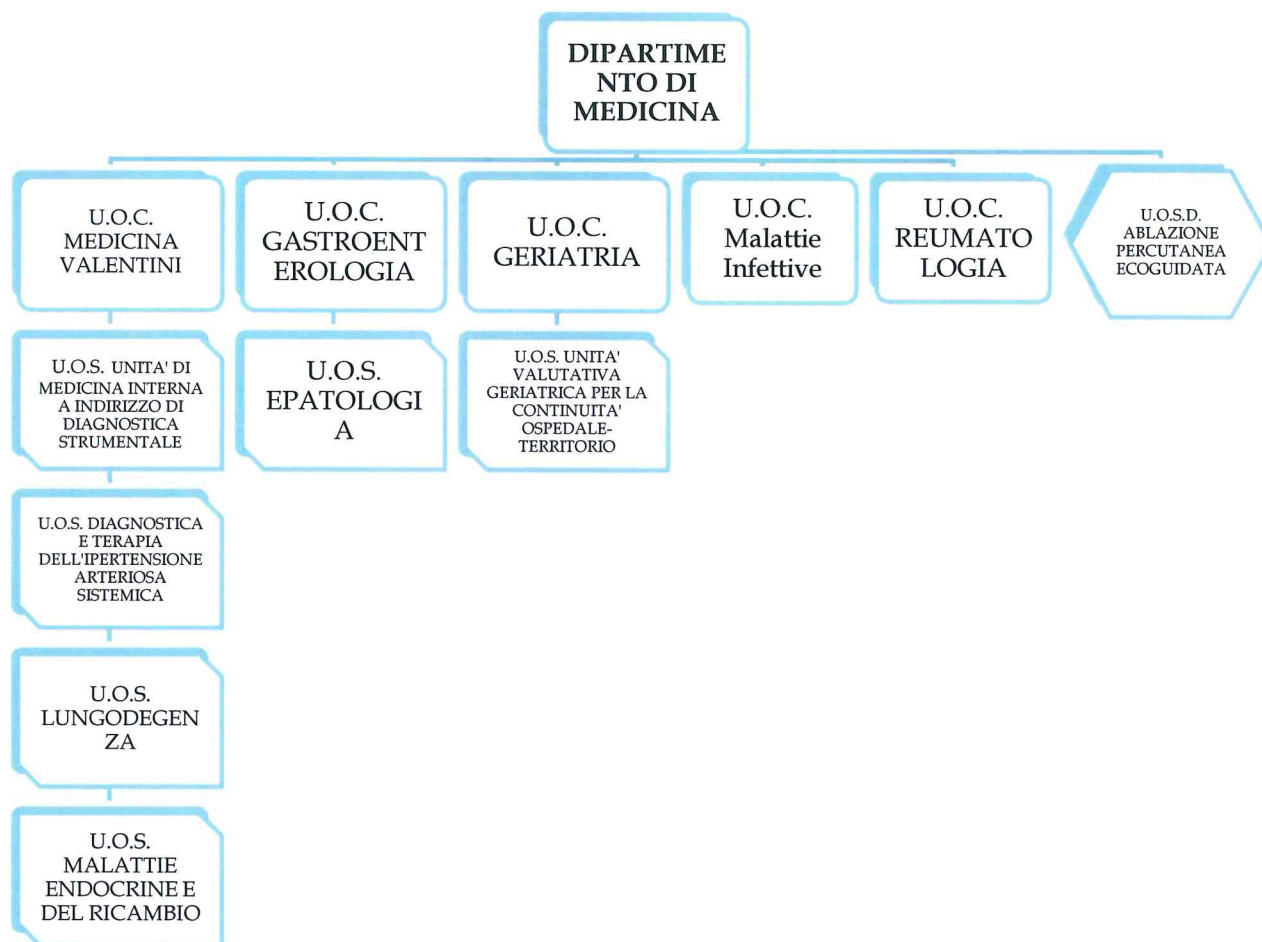 DIPARTIME
NTO DI
MEDICINA
U.O.C.
MEDICINA
VALENTINI
U.O.C.
GASTROENT
EROLOGIA
U.O.C.
GERIATRIA
U.O.C.
Malattie
Infettive
U.O.C.
REUMATO
LOGIA
U.O.S.D.
ABLAZIONE
PERCUTANEA
ECOGUIDATA
U.O.S. UNITA' DI
MEDICINA INTERNA
A INDIRIZZO DI
DIAGNOSTICA
STRUMENTALE
U.O.S.
EPATOLOGI
A
U.O.S. UNITA'
VALUTATIVA
GERIATRICA PER LA
CONTINUITA'
OSPEDALE-
TERRITORIO
U.O.S. DIAGNOSTICA
E TERAPIA
DELL'IPERTENSIONE
ARTERIOSA
SISTEMICA
U.O.S.
LUNGODEGEN
ZA
U.O.S.
MALATTIE
ENDOCRINE E
DEL RICAMBIO